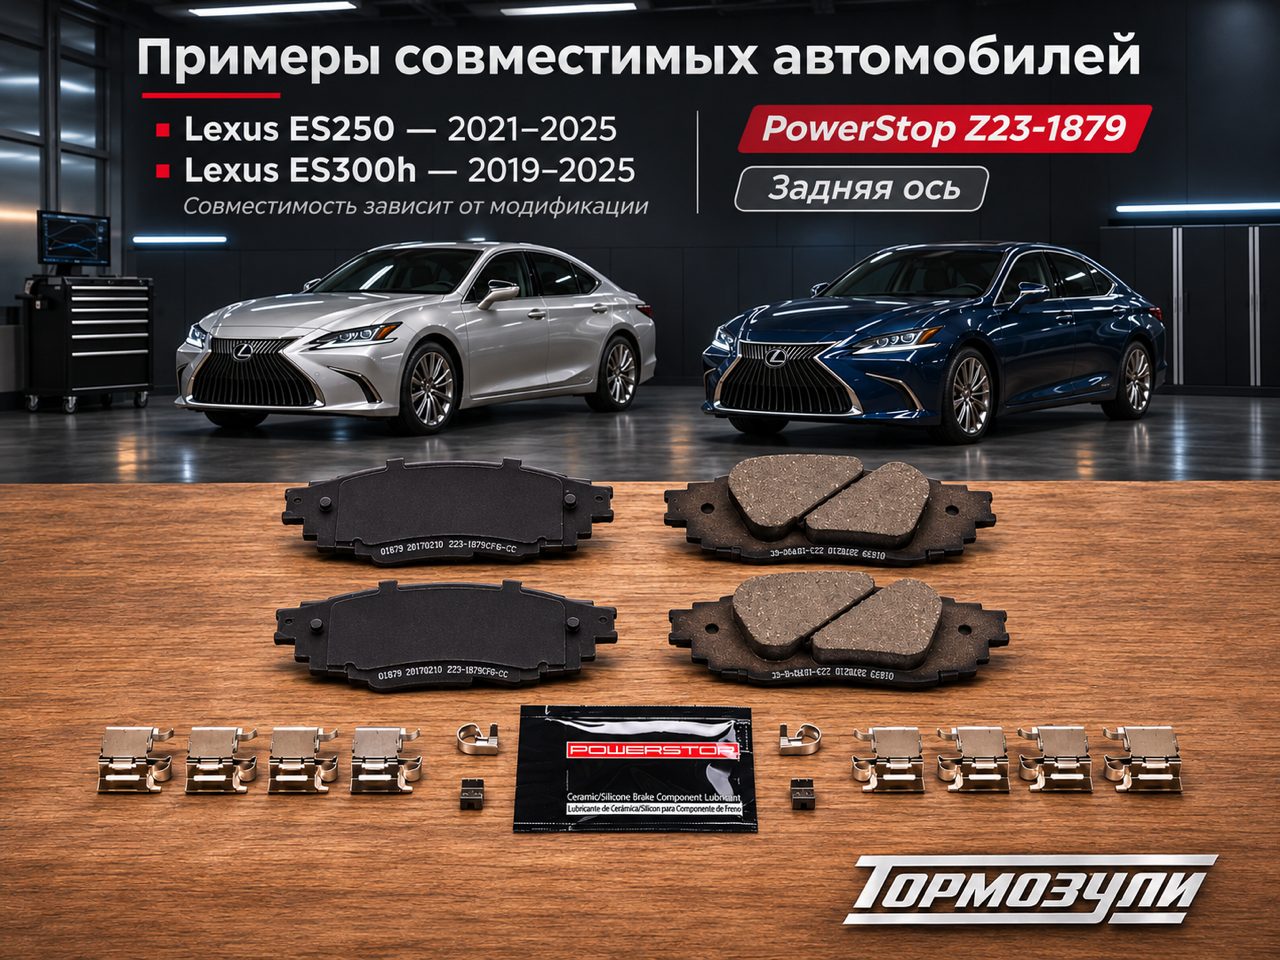 Примеры совместимых автомобилей
Lexus ES250 — 2021–2025
Lexus ES300h — 2019–2025
Совместимость зависит от модификации
PowerStop Z23-1879
Задняя ось
01879 20170210 Z23-1879CFG-CC
01879 20170210 Z23-1879CFG-CC
POWERSTOP
Ceramic/Silicone Brake Component Lubricant
Lubricante de Cerámica/Silicon para Componente de Freno
ТОРМОЗУЛИ